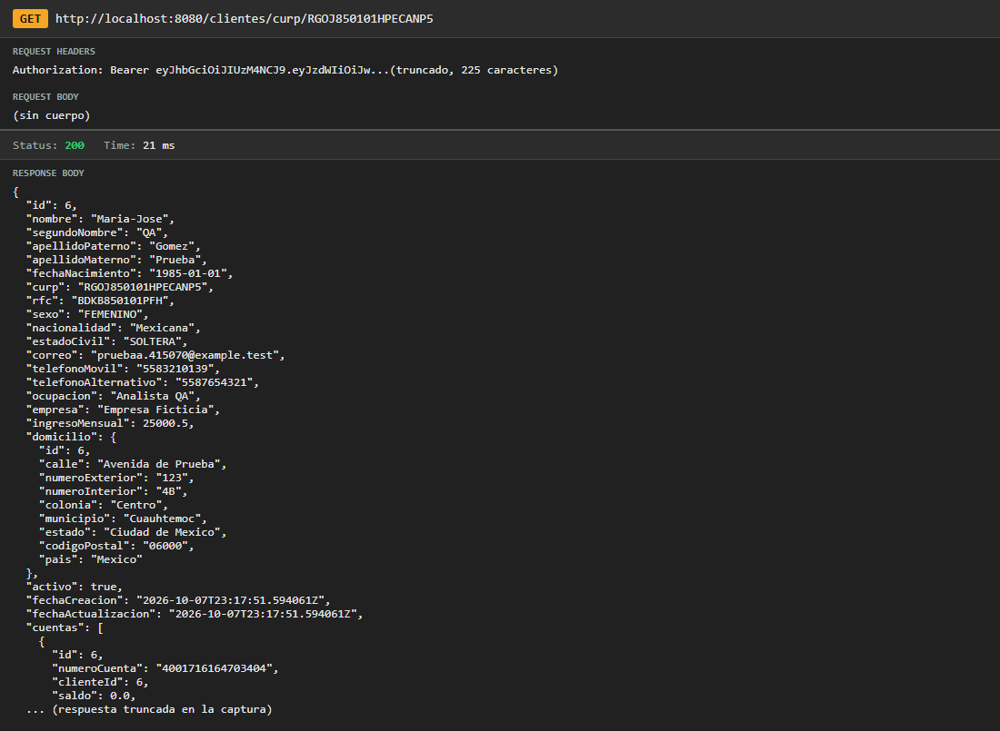 GET http://localhost:8080/clientes/curp/RGOJ850101HPECANP5
REQUEST HEADERS
Authorization: Bearer eyJhbGciOiJIUzM4NCJ9.eyJzdWIiOiJw...(truncado, 225 caracteres)
REQUEST BODY
(sin cuerpo)
Status: 200 Time: 21 ms
RESPONSE BODY
{
"id": 6,
"nombre": "Maria-Jose",
"segundoNombre": "QA",
"apellidoPaterno": "Gomez",
"apellidoMaterno": "Prueba",
"fechaNacimiento": "1985-01-01",
"curp": "RGOJ850101HPECANP5",
"rfc": "BDKB850101PFH",
"sexo": "FEMENINO",
"nacionalidad": "Mexicana",
"estadoCivil": "SOLTERA",
"correo": "pruebaa.415070@example.test",
"telefonoMovil": "5583210139",
"telefonoAlternativo": "5587654321",
"ocupacion": "Analista QA",
"empresa": "Empresa Ficticia",
"ingresoMensual": 25000.5,
"domicilio": {
"id": 6,
"calle": "Avenida de Prueba",
"numeroExterior": "123",
"numeroInterior": "4B",
"colonia": "Centro",
"municipio": "Cuauhtemoc",
"estado": "Ciudad de Mexico",
"codigoPostal": "06000",
"pais": "Mexico"
},
"activo": true,
"fechaCreacion": "2026-10-07T23:17:51.594061Z",
"fechaActualizacion": "2026-10-07T23:17:51.594061Z",
"cuentas": [
{
"id": 6,
"numeroCuenta": "4001716164703404",
"clienteId": 6,
"saldo": 0.0,
... (respuesta truncada en la captura)